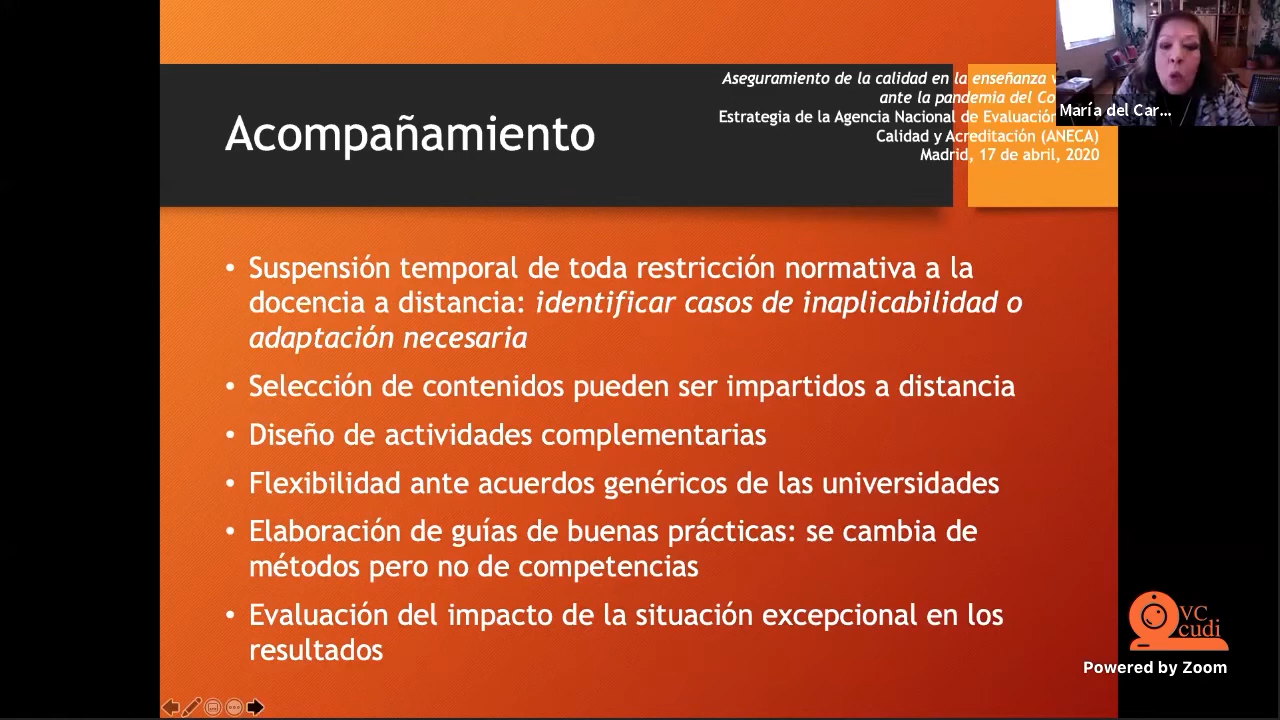 Acompañamiento
Aseguramiento de la calidad en la enseñanza
ante la pandemia del Co
Estrategia de la Agencia Nacional de Evaluación
Calidad y Acreditación (ANECA)
Madrid, 17 de abril, 2020
María del Car...
• Suspensión temporal de toda restricción normativa a la
docencia a distancia: identificar casos de inaplicabilidad o
adaptación necesaria
• Selección de contenidos pueden ser impartidos a distancia
• Diseño de actividades complementarias
• Flexibilidad ante acuerdos genéricos de las universidades
• Elaboración de guías de buenas prácticas: se cambia de
métodos pero no de competencias
• Evaluación del impacto de la situación excepcional en los
resultados
VC
cudi
Powered by Zoom